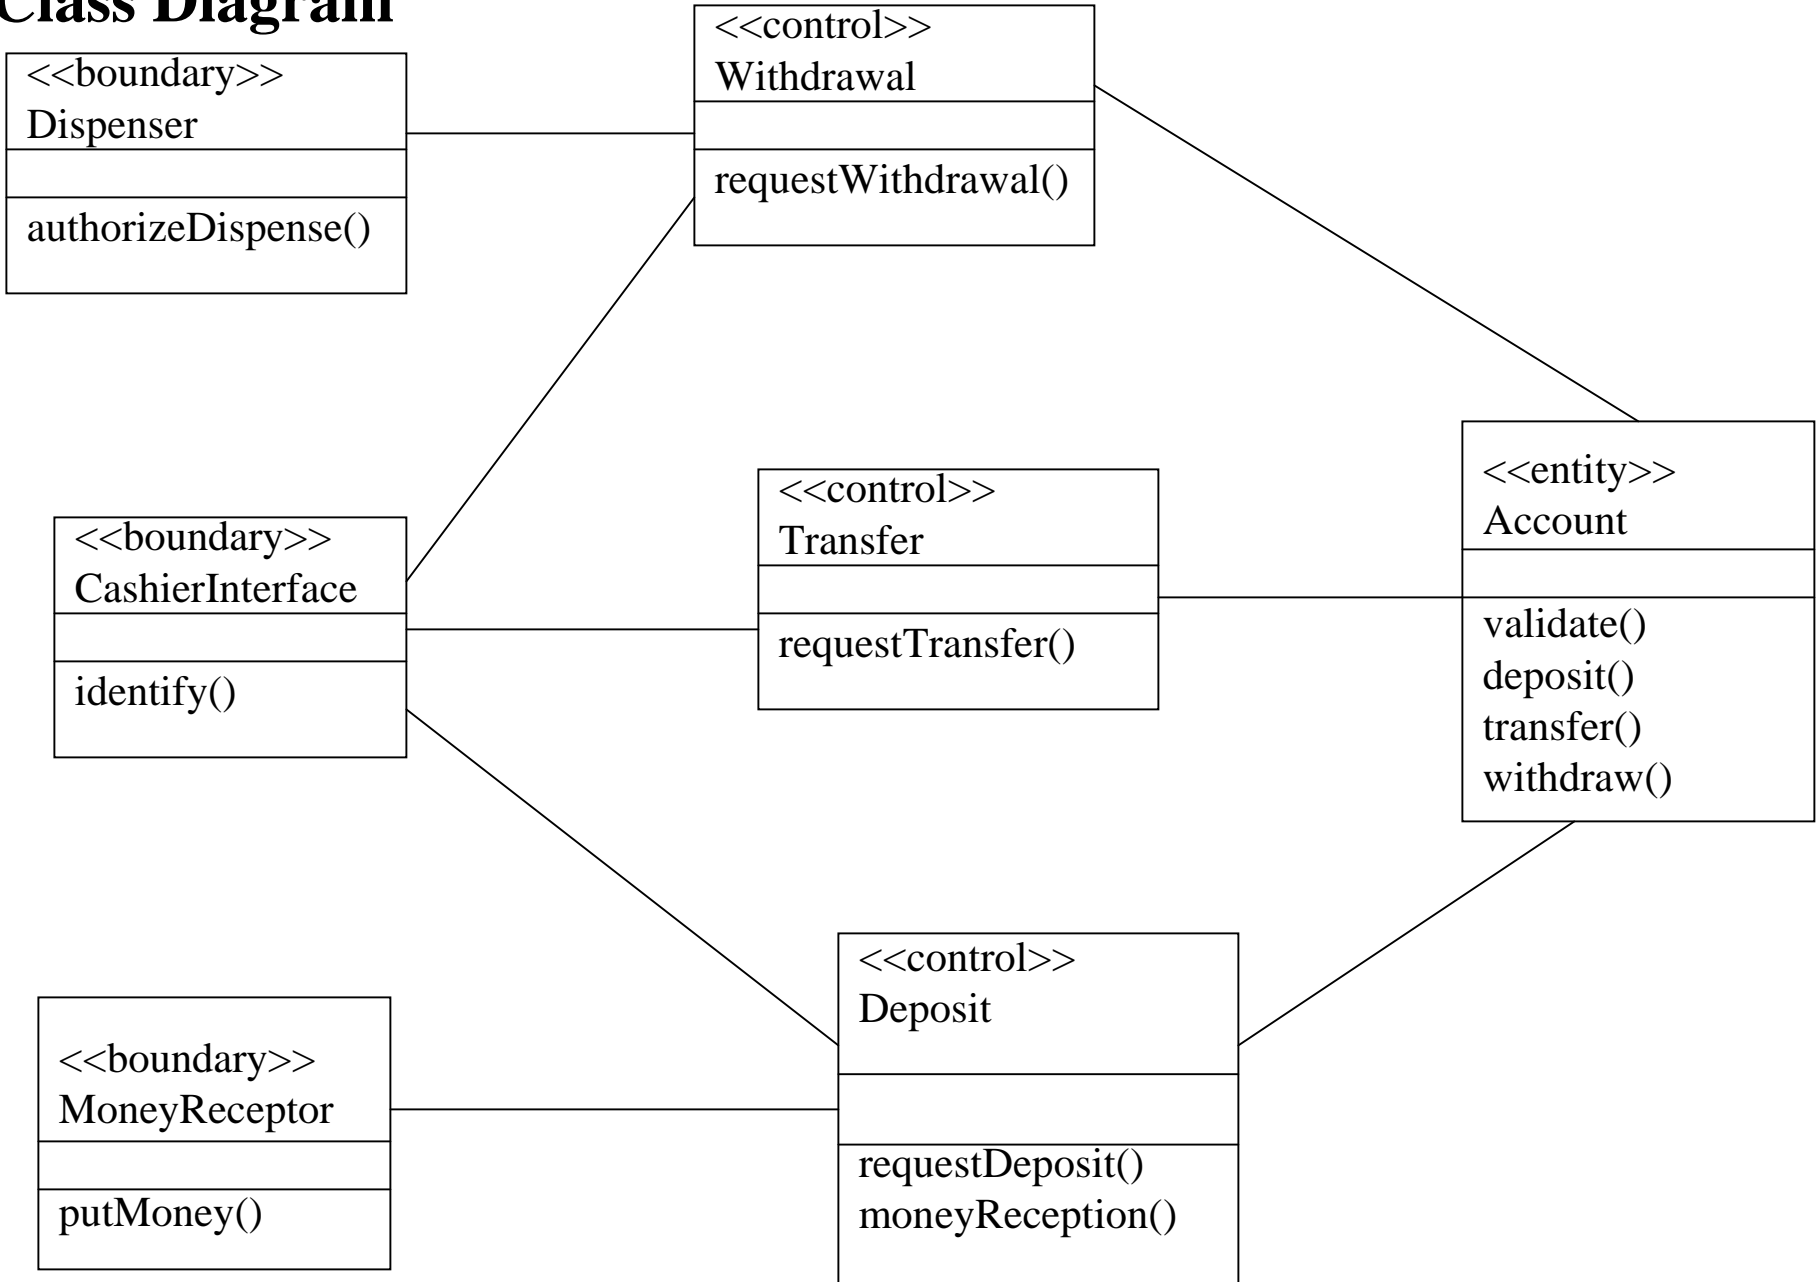 Class Diagram
<<boundary>>
Dispenser
authorizeDispense()
<<control>>
Withdrawal
requestWithdrawal()
<<boundary>>
CashierInterface
identify()
<<control>>
Transfer
requestTransfer()
<<entity>>
Account
validate()
deposit()
transfer()
withdraw()
<<boundary>>
MoneyReceptor
putMoney()
<<control>>
Deposit
requestDeposit()
moneyReception()